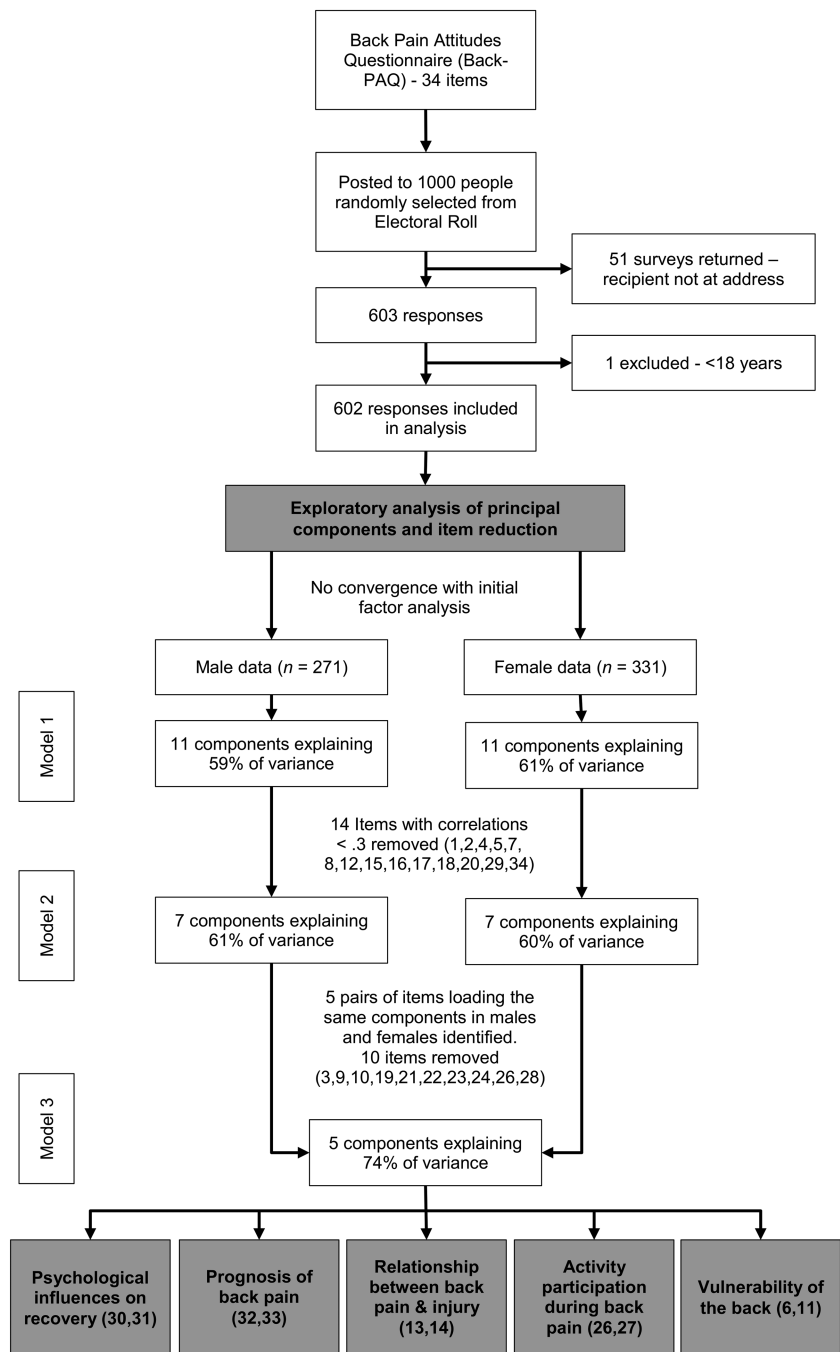 Back Pain Attitudes
Questionnaire (Back-
PAQ) - 34 items
Posted to 1000 people
randomly selected from
Electoral Roll
51 surveys returned –
recipient not at address
603 responses
1 excluded - <18 years
602 responses included
in analysis
Exploratory analysis of principal
components and item reduction
No convergence with initial
factor analysis
Male data (n = 271)
Female data (n = 331)
Model 1
11 components explaining
59% of variance
11 components explaining
61% of variance
14 Items with correlations
< .3 removed (1,2,4,5,7,
8,12,15,16,17,18,20,29,34)
Model 2
7 components explaining
61% of variance
7 components explaining
60% of variance
5 pairs of items loading the
same components in males
and females identified.
10 items removed
(3,9,10,19,21,22,23,24,26,28)
Model 3
5 components explaining
74% of variance
Psychological
influences on
recovery (30,31)
Prognosis of
back pain
(32,33)
Relationship
between back
pain & injury
(13,14)
Activity
participation
during back
pain (26,27)
Vulnerability of
the back (6,11)